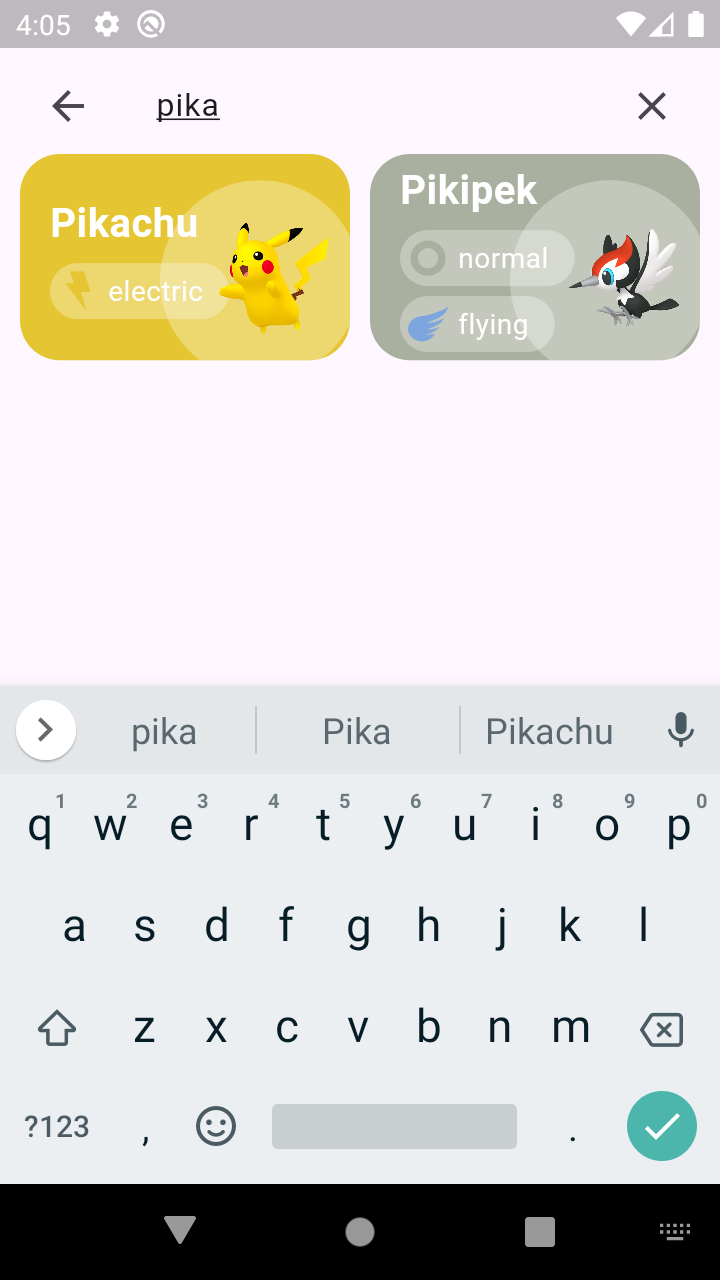 4:05
pika
Pikachu
electric
Pikipek
normal
flying
pika Pika Pikachu
1 2 3 4 5 6 7 8 9 0
q w e r t y u i o p
a s d f g h j k l
z x c v b n m
?123 , .